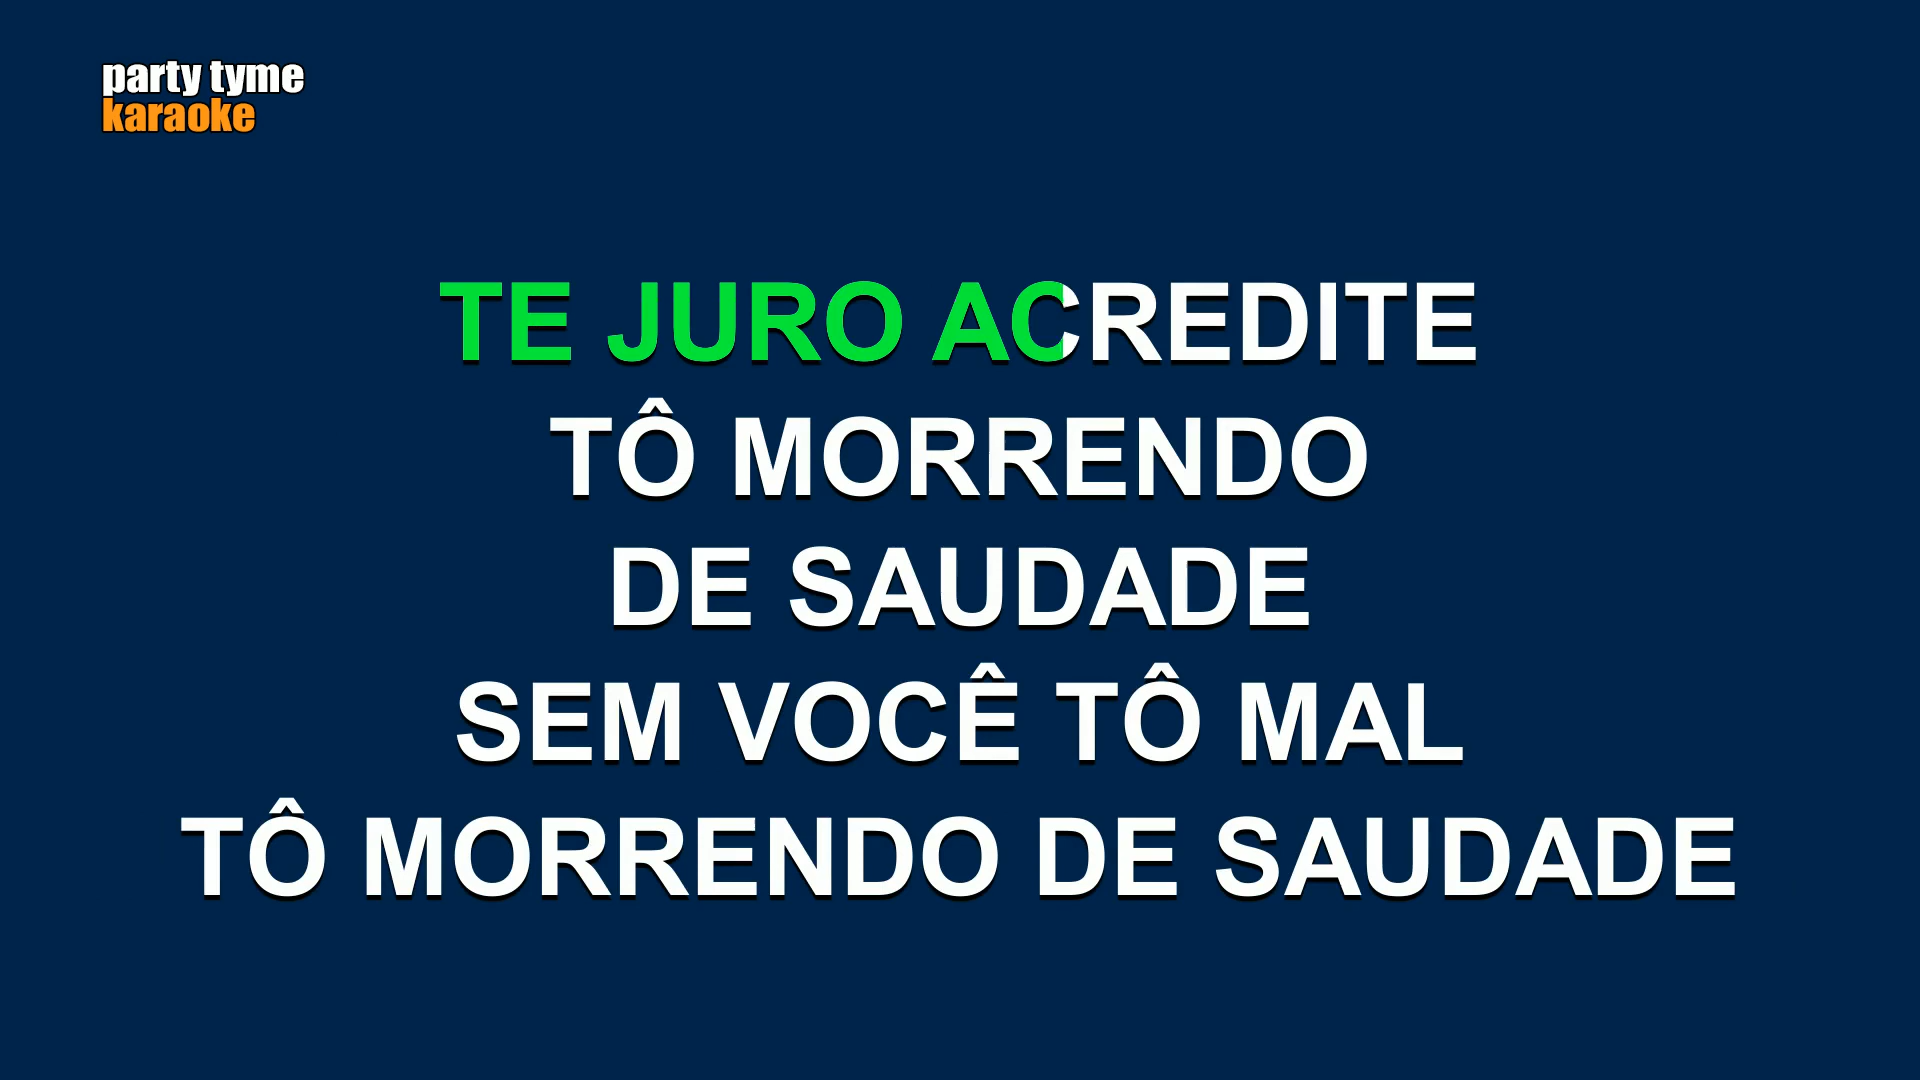 party tyme
karaoke
TE JURO ACREDITE
TÔ MORRENDO
DE SAUDADE
SEM VOCÊ TÔ MAL
TÔ MORRENDO DE SAUDADE